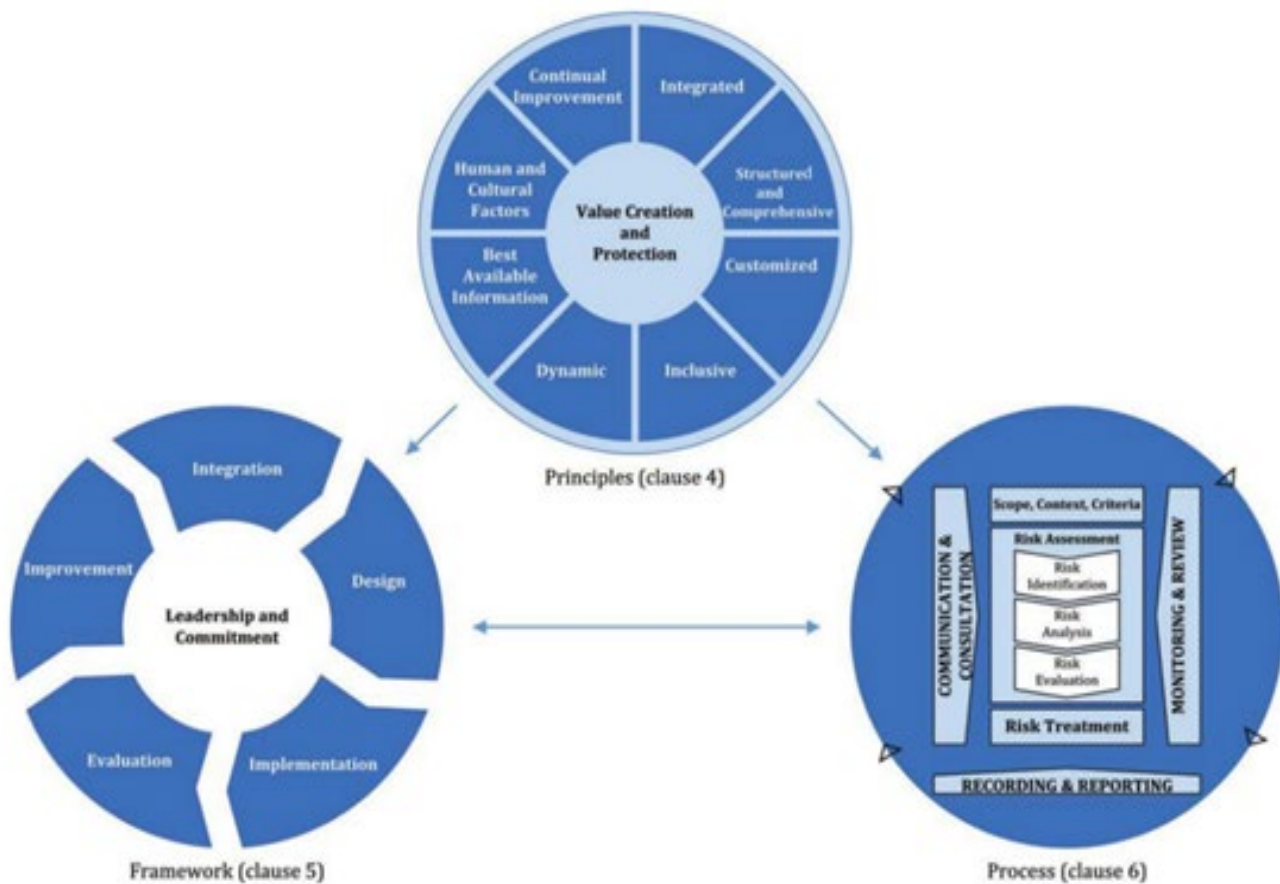 Continual
Improvement
Integrated
Human and
Cultural
Factors
Structured
and
Comprehensive
Value Creation
and
Protection
Best
Available
Information
Customized
Dynamic
Inclusive
Principles (clause 4)
Integration
Improvement
Design
Leadership and
Commitment
Evaluation
Implementation
Framework (clause 5)
Scope, Context, Criteria
Risk Assessment
Risk
Identification
Risk
Analysis
Risk
Evaluation
Risk Treatment
COMMUNICATION &
CONSULTATION
MONITORING & REVIEW
RECORDING & REPORTING
Process (clause 6)